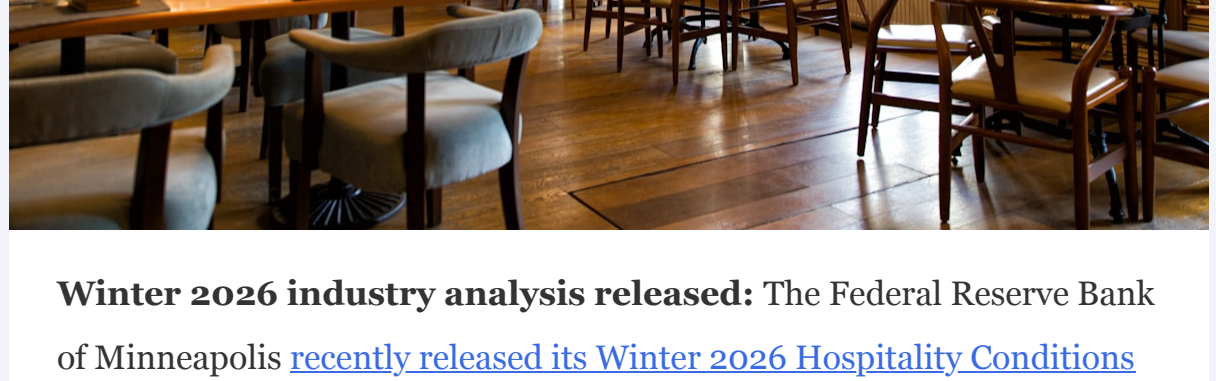 Winter 2026 industry analysis released: The Federal Reserve Bank
of Minneapolis recently released its Winter 2026 Hospitality Conditions